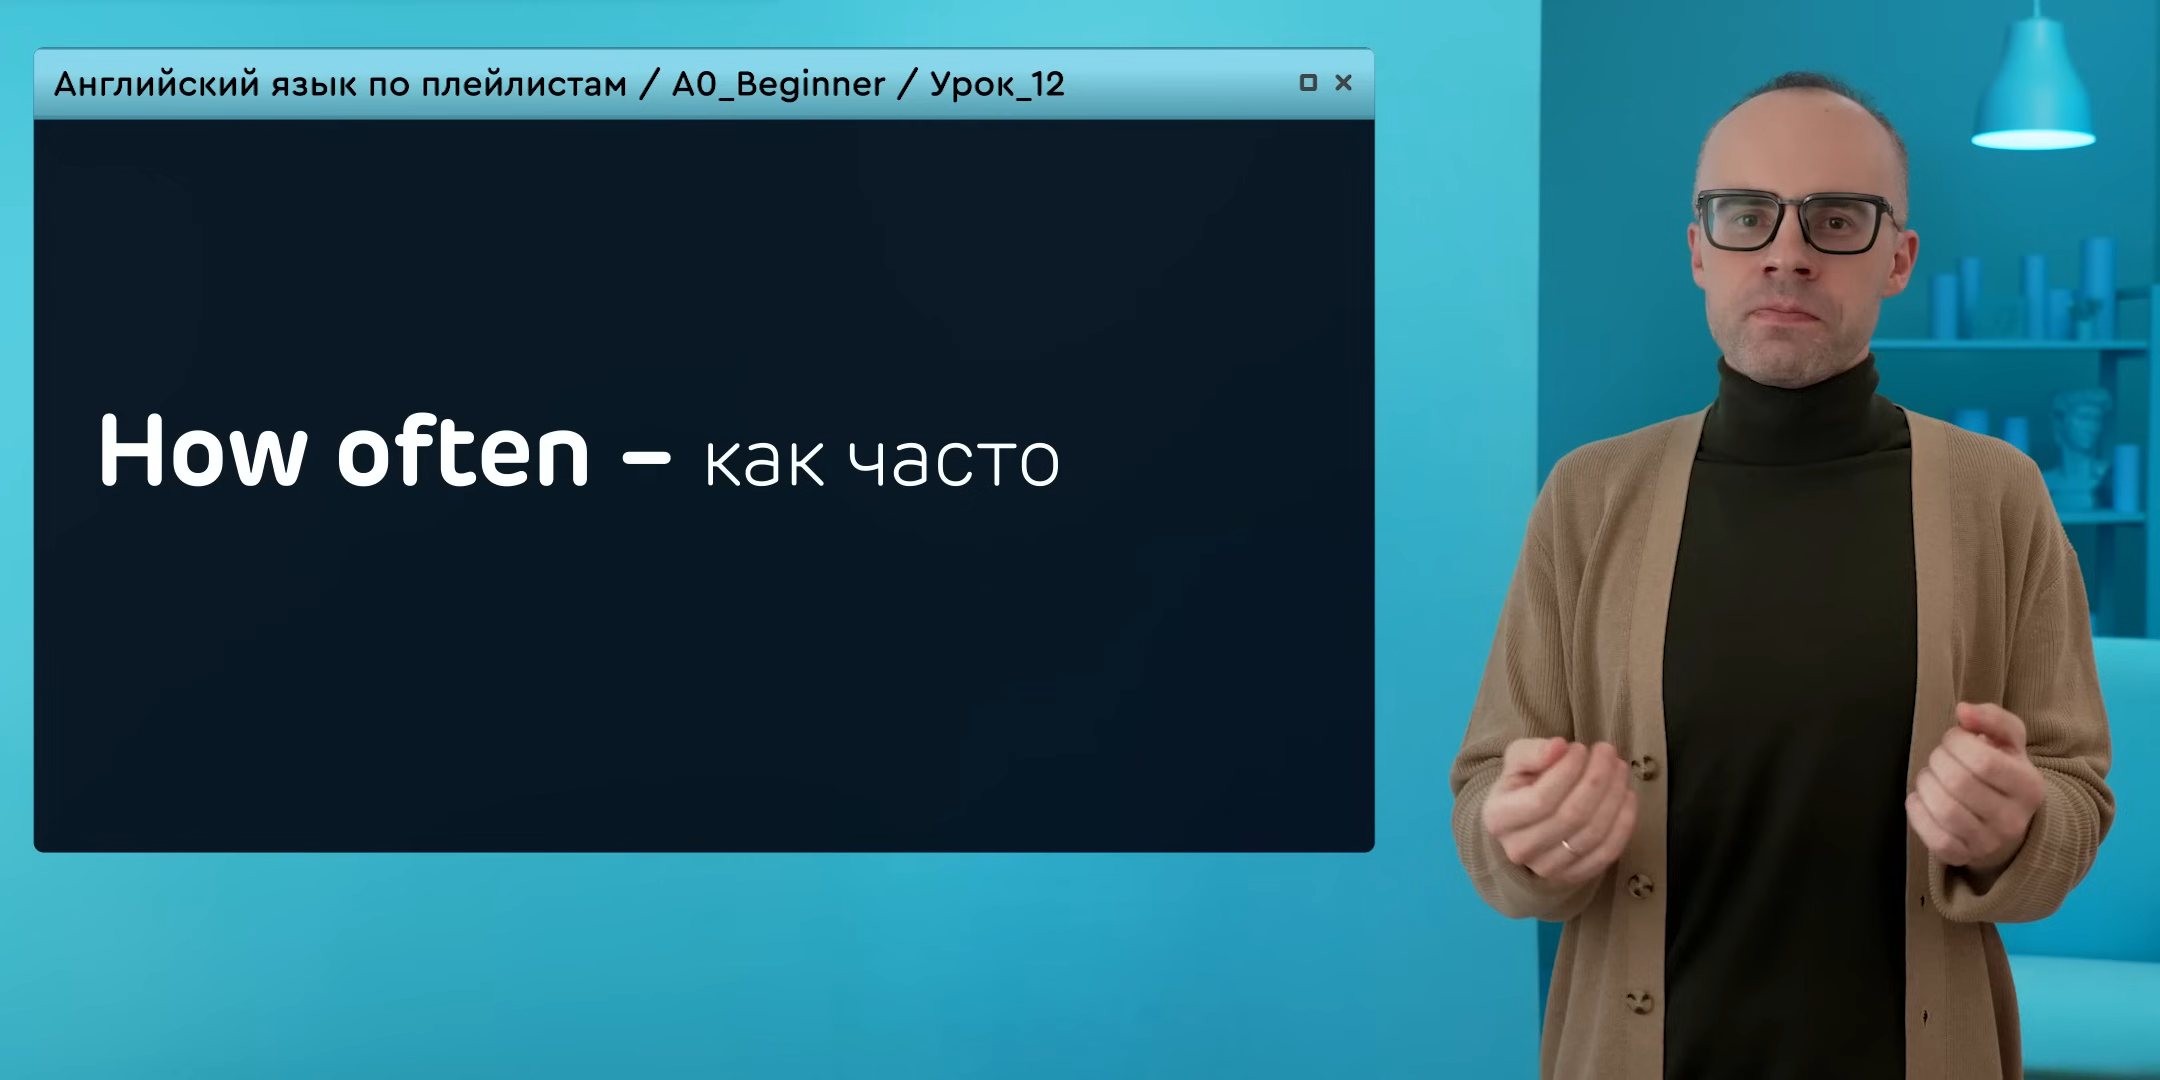 Английский язык по плейлистам / A0_Beginner / Урок_12
How often – как часто